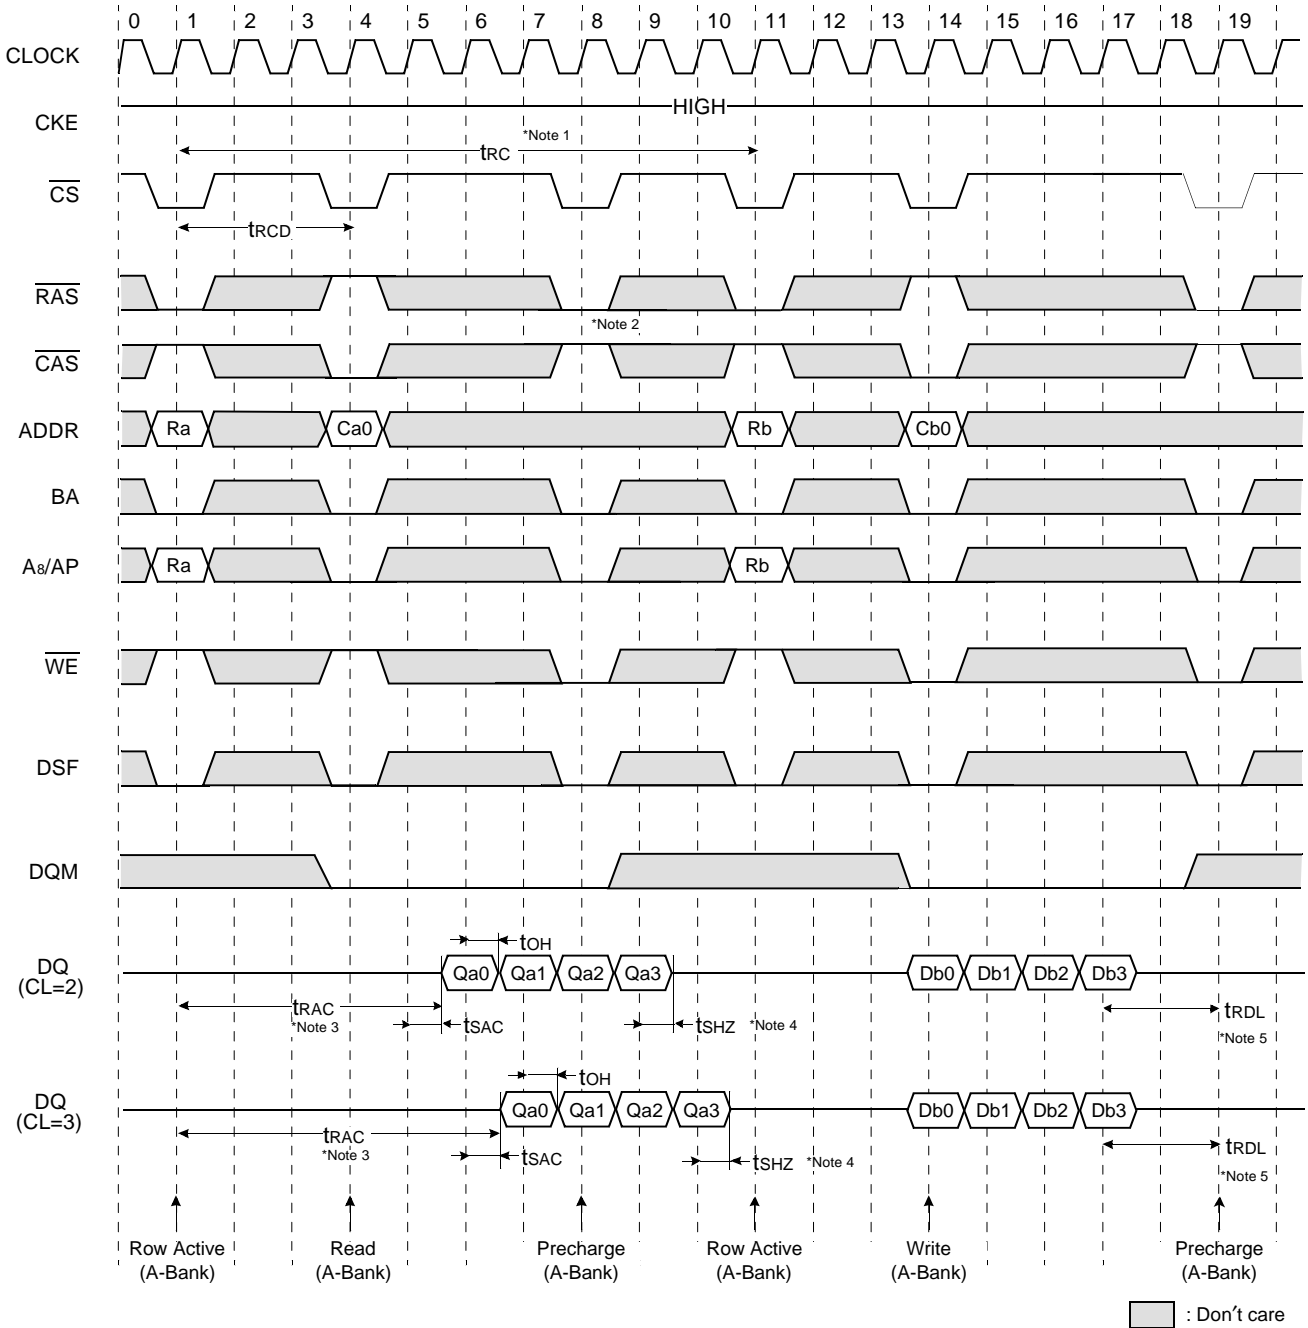 0 1 2 3 4 5 6 7 8 9 10 11 12 13 14 15 16 17 18 19
CLOCK
CKE
HIGH
*Note 1
tRC
CS
tRCD
RAS
*Note 2
CAS
ADDR
Ra Ca0 Rb Cb0
BA
A8/AP
Ra Rb
WE
DSF
DQM
tOH
DQ
(CL=2)
Qa0 Qa1 Qa2 Qa3 Db0 Db1 Db2 Db3
tRAC
*Note 3
tSAC
tSHZ *Note 4
tRDL
*Note 5
tOH
DQ
(CL=3)
Qa0 Qa1 Qa2 Qa3 Db0 Db1 Db2 Db3
tRAC
*Note 3
tSAC
tSHZ *Note 4
tRDL
*Note 5
Row Active
(A-Bank)
Read
(A-Bank)
Precharge
(A-Bank)
Row Active
(A-Bank)
Write
(A-Bank)
Precharge
(A-Bank)
: Don′t care